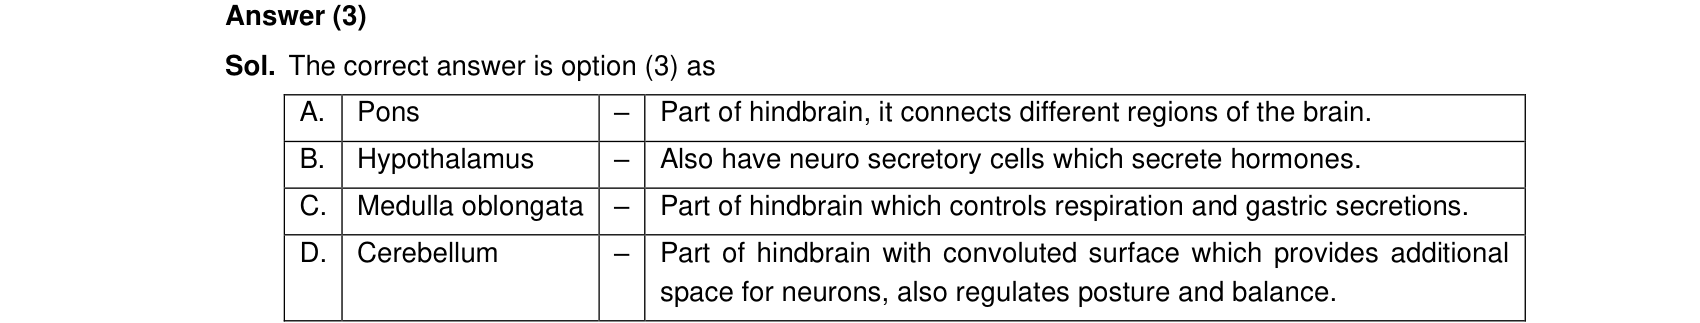 Answer (3)
Sol. The correct answer is option (3) as
A. Pons – Part of hindbrain, it connects different regions of the brain.
B. Hypothalamus – Also have neuro secretory cells which secrete hormones.
C. Medulla oblongata – Part of hindbrain which controls respiration and gastric secretions.
D. Cerebellum – Part of hindbrain with convoluted surface which provides additional
space for neurons, also regulates posture and balance.